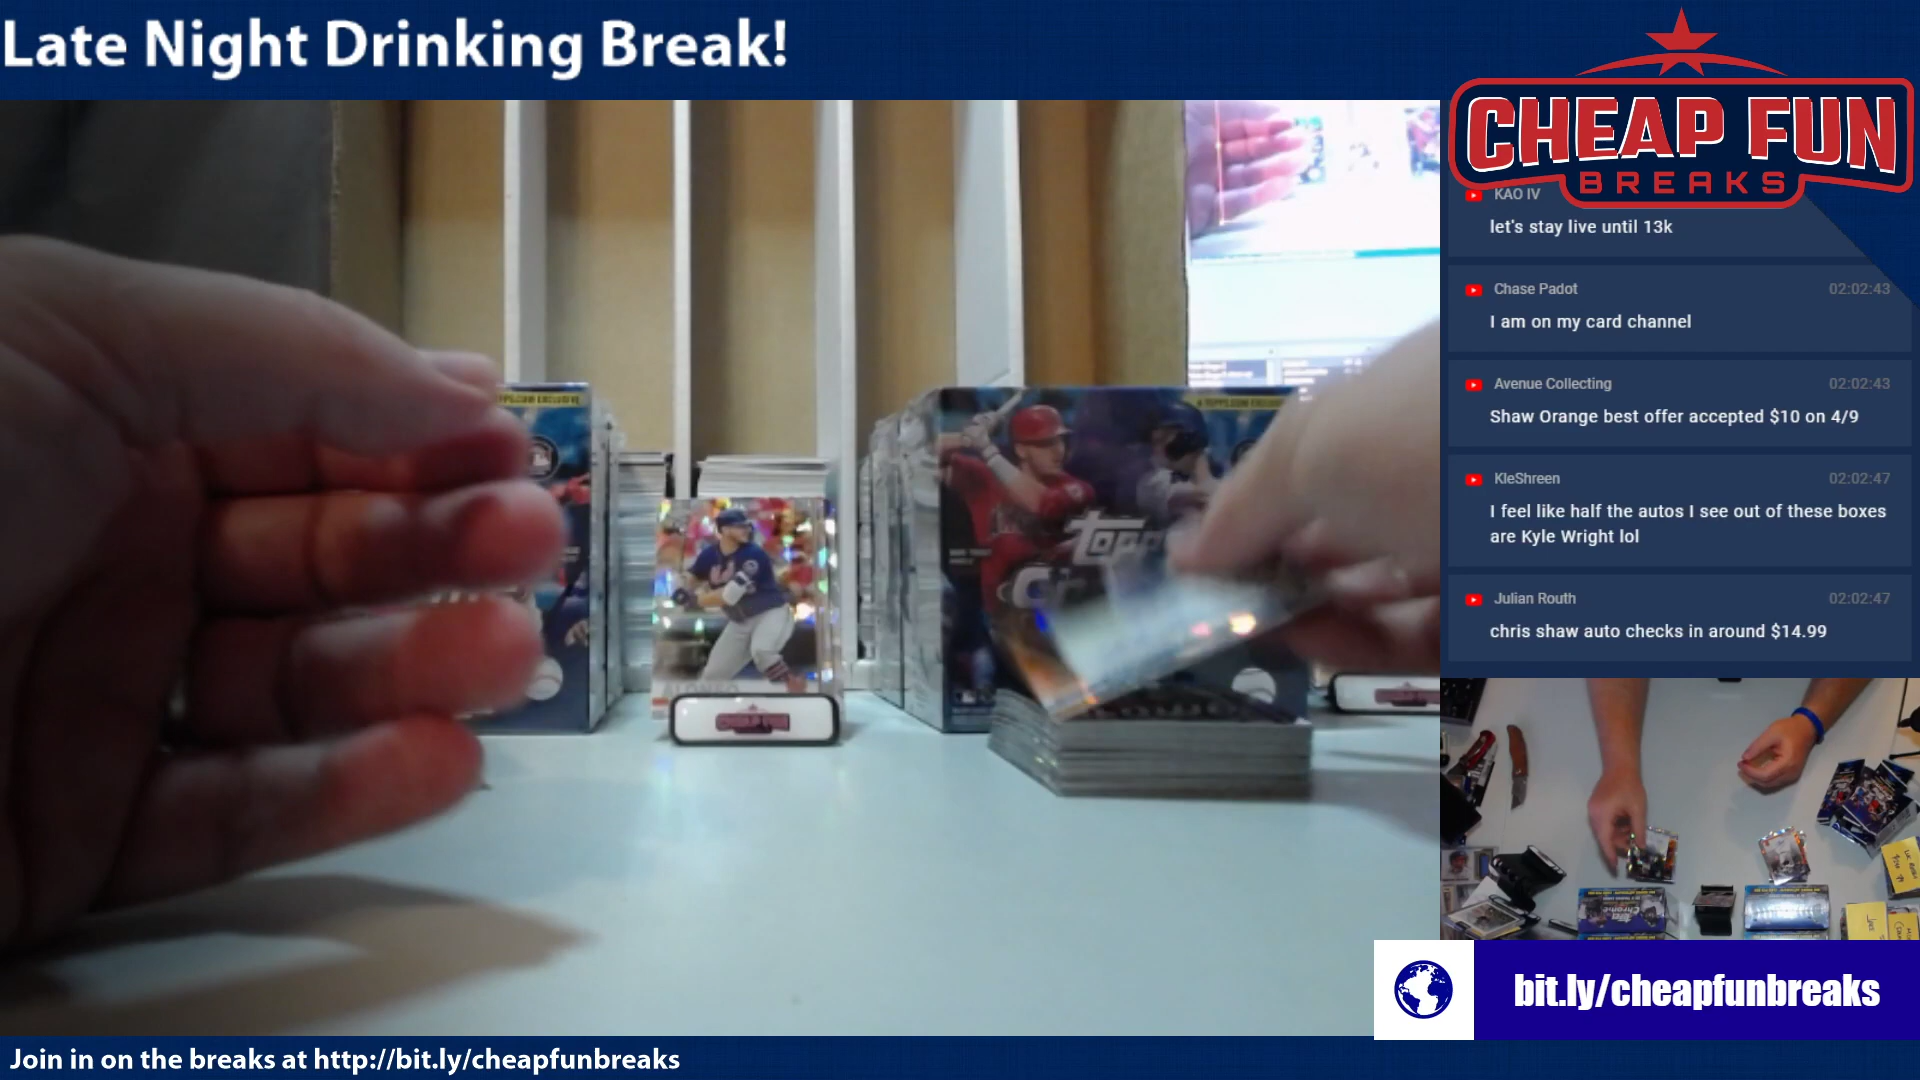 Late Night Drinking Break!
CHEAP FUN
BREAKS
KAO IV
let's stay live until 13k
Chase Padot 02:02:43
I am on my card channel
Avenue Collecting 02:02:43
Shaw Orange best offer accepted $10 on 4/9
KleShreen 02:02:47
I feel like half the autos I see out of these boxes
are Kyle Wright lol
Julian Routh 02:02:47
chris shaw auto checks in around $14.99
topps
ALONSO
CHEAP FUN
bit.ly/cheapfunbreaks
Join in on the breaks at http://bit.ly/cheapfunbreaks